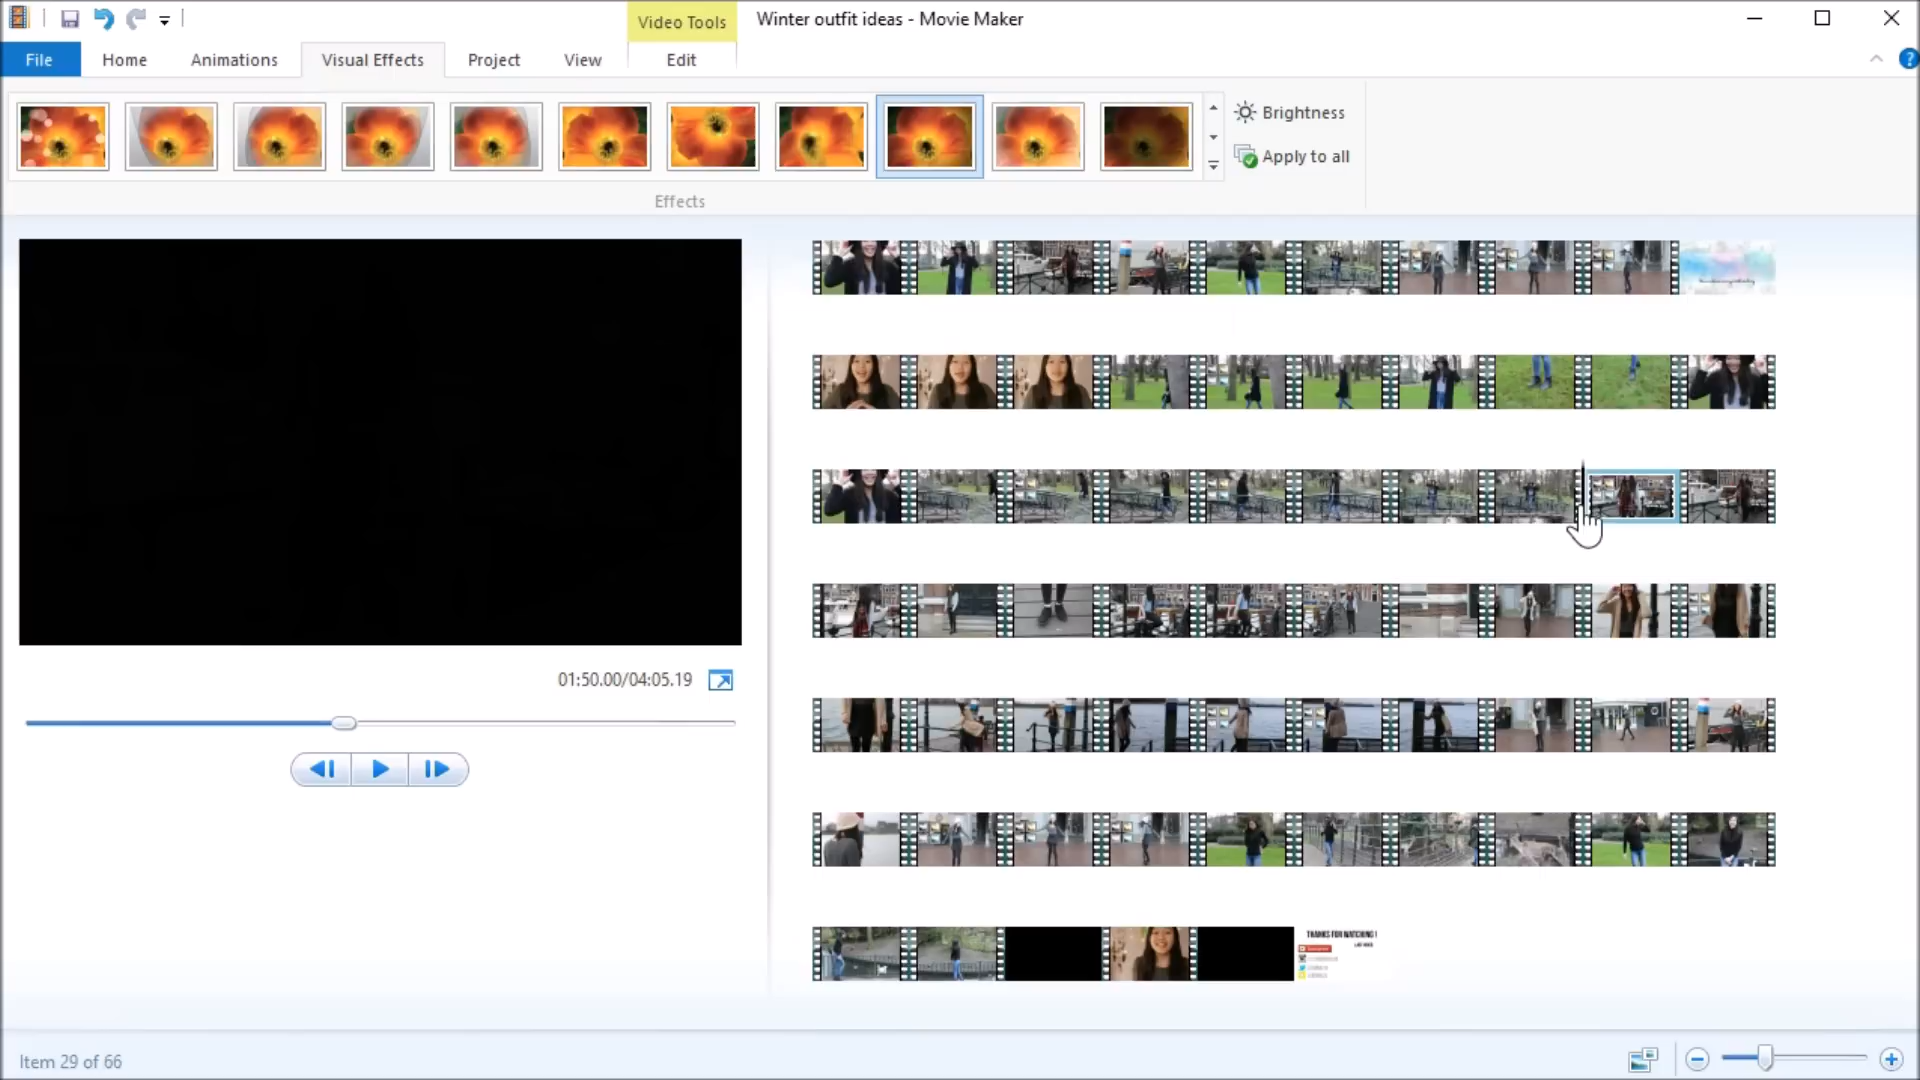 Video Tools
Winter outfit ideas - Movie Maker
File
Home
Animations
Visual Effects
Project
View
Edit
Brightness
Apply to all
Effects
01:50.00/04:05.19
THANKS FOR WATCHING !
Item 29 of 66